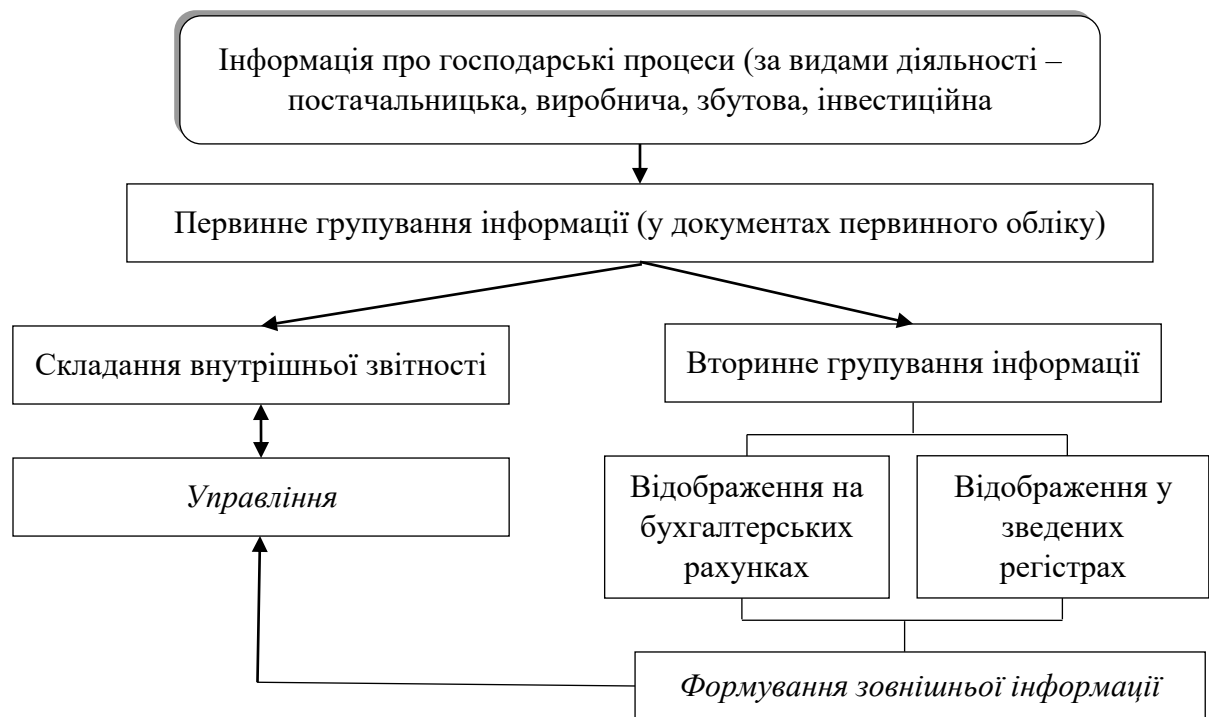 Інформація про господарські процеси (за видами діяльності –
постачальницька, виробнича, збутова, інвестиційна
Первинне групування інформації (у документах первинного обліку)
Складання внутрішньої звітності
Вторинне групування інформації
Управління
Відображення на
бухгалтерських
рахунках
Відображення у
зведених
регістрах
Формування зовнішньої інформації